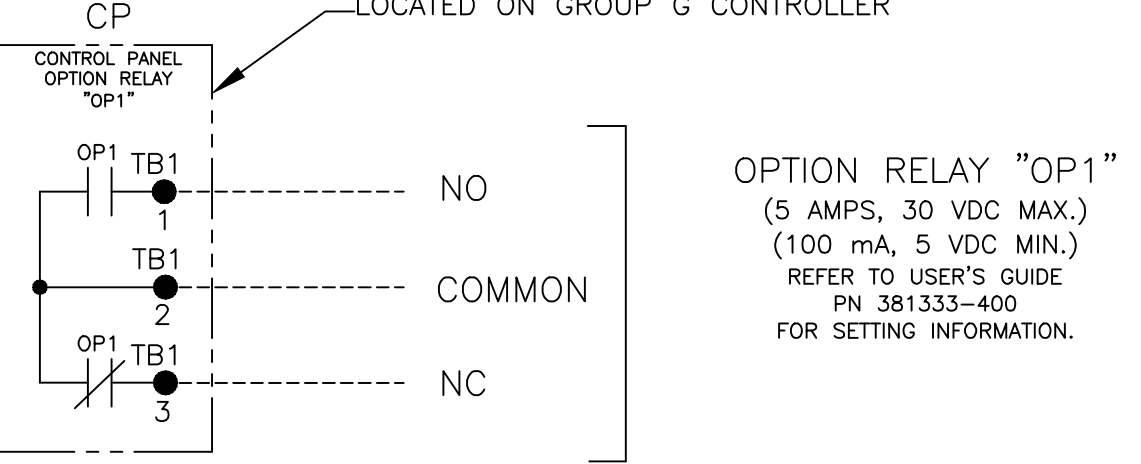 LOCATED ON GROUP G CONTROLLER
CP
CONTROL PANEL
OPTION RELAY
"OP1"
OP1 TB1
1
NO
TB1
2
COMMON
OP1 TB1
3
NC
OPTION RELAY "OP1"
(5 AMPS, 30 VDC MAX.)
(100 mA, 5 VDC MIN.)
REFER TO USER'S GUIDE
PN 381333-400
FOR SETTING INFORMATION.